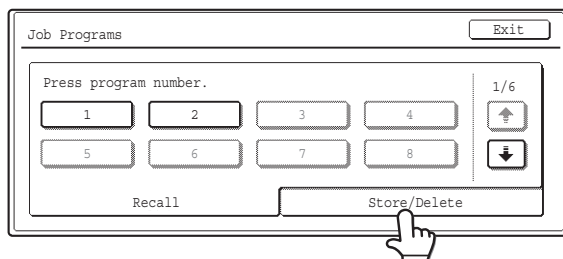 Job Programs
Exit
Press program number.
1/6
1 2 3 4
5 6 7 8
Recall
Store/Delete